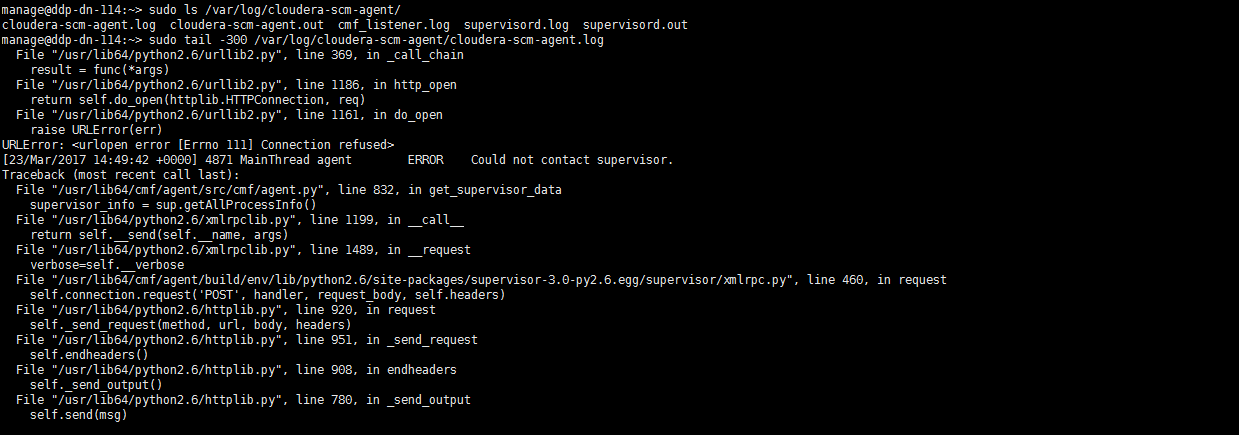 manage@ddp-dn-114:~> sudo ls /var/log/cloudera-scm-agent/
cloudera-scm-agent.log  cloudera-scm-agent.out  cmf_listener.log  supervisord.log  supervisord.out
manage@ddp-dn-114:~> sudo tail -300 /var/log/cloudera-scm-agent/cloudera-scm-agent.log
  File "/usr/lib64/python2.6/urllib2.py", line 369, in _call_chain
    result = func(*args)
  File "/usr/lib64/python2.6/urllib2.py", line 1186, in http_open
    return self.do_open(httplib.HTTPConnection, req)
  File "/usr/lib64/python2.6/urllib2.py", line 1161, in do_open
    raise URLError(err)
URLError: <urlopen error [Errno 111] Connection refused>
[23/Mar/2017 14:49:42 +0000] 4871 MainThread agent        ERROR    Could not contact supervisor.
Traceback (most recent call last):
  File "/usr/lib64/cmf/agent/src/cmf/agent.py", line 832, in get_supervisor_data
    supervisor_info = sup.getAllProcessInfo()
  File "/usr/lib64/python2.6/xmlrpclib.py", line 1199, in __call__
    return self.__send(self.__name, args)
  File "/usr/lib64/python2.6/xmlrpclib.py", line 1489, in __request
    verbose=self.__verbose
  File "/usr/lib64/cmf/agent/build/env/lib/python2.6/site-packages/supervisor-3.0-py2.6.egg/supervisor/xmlrpc.py", line 460, in request
    self.connection.request('POST', handler, request_body, self.headers)
  File "/usr/lib64/python2.6/httplib.py", line 920, in request
    self._send_request(method, url, body, headers)
  File "/usr/lib64/python2.6/httplib.py", line 951, in _send_request
    self.endheaders()
  File "/usr/lib64/python2.6/httplib.py", line 908, in endheaders
    self._send_output()
  File "/usr/lib64/python2.6/httplib.py", line 780, in _send_output
    self.send(msg)